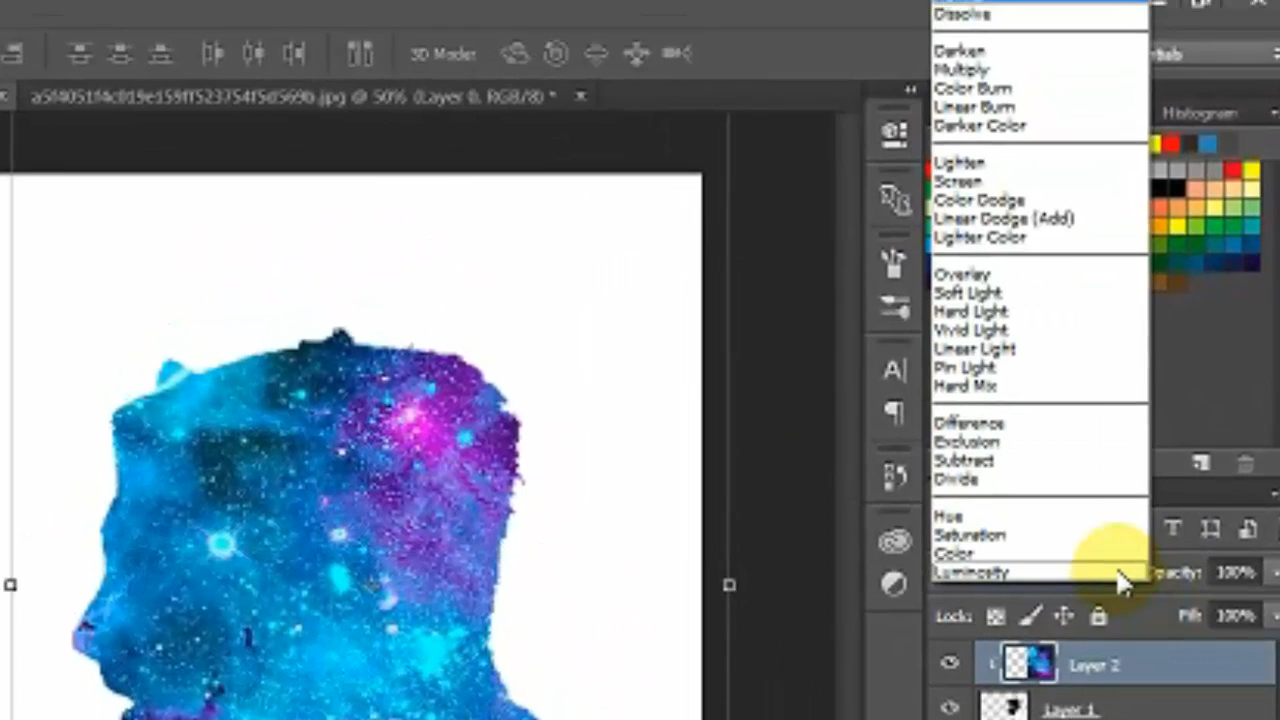 Dissolve
3D Mode:
Darken
Multiply
a5f4051f4c019e159ff523754f5d569b.jpg @ 50% (Layer 0, RGB/8) *
Color Burn
Linear Burn
Histogram
Darker Color
Lighten
Screen
Color Dodge
Linear Dodge (Add)
Lighter Color
Overlay
Soft Light
Hard Light
Vivid Light
Linear Light
Pin Light
Hard Mix
Difference
Exclusion
Subtract
Divide
Hue
Saturation
Color
Luminosity
100%
Lock:
Fill: 100%
Layer 2
Layer 1